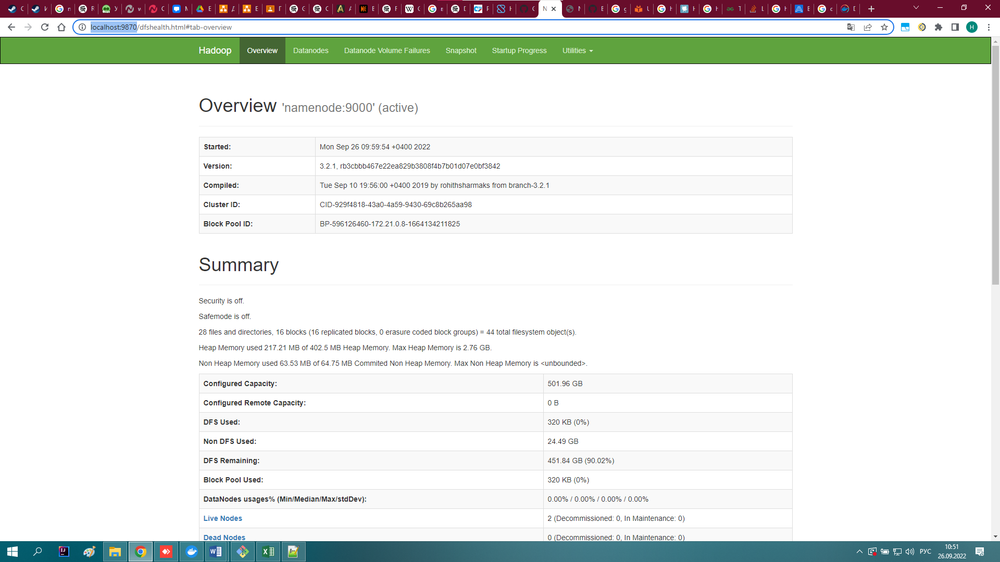 localhost:9870/dfshealth.html#tab-overview
Hadoop Overview Datanodes Datanode Volume Failures Snapshot Startup Progress Utilities
Overview 'namenode:9000' (active)
Started: Mon Sep 26 09:59:54 +0400 2022
Version: 3.2.1, rb3cbbb467e22ea829b3808f4b7b01d07e0bf3842
Compiled: Tue Sep 10 19:56:00 +0400 2019 by rohithsharmaks from branch-3.2.1
Cluster ID: CID-929f4818-43a0-4a59-9430-69c8b265aa98
Block Pool ID: BP-596126460-172.21.0.8-1664134211825
Summary
Security is off.
Safemode is off.
28 files and directories, 16 blocks (16 replicated blocks, 0 erasure coded block groups) = 44 total filesystem object(s).
Heap Memory used 217.21 MB of 402.5 MB Heap Memory. Max Heap Memory is 2.76 GB.
Non Heap Memory used 63.53 MB of 64.75 MB Commited Non Heap Memory. Max Non Heap Memory is <unbounded>.
Configured Capacity: 501.96 GB
Configured Remote Capacity: 0 B
DFS Used: 320 KB (0%)
Non DFS Used: 24.49 GB
DFS Remaining: 451.84 GB (90.02%)
Block Pool Used: 320 KB (0%)
DataNodes usages% (Min/Median/Max/stdDev): 0.00% / 0.00% / 0.00% / 0.00%
Live Nodes 2 (Decommissioned: 0, In Maintenance: 0)
Dead Nodes 0 (Decommissioned: 0, In Maintenance: 0)
РУС
10:51
26.09.2022